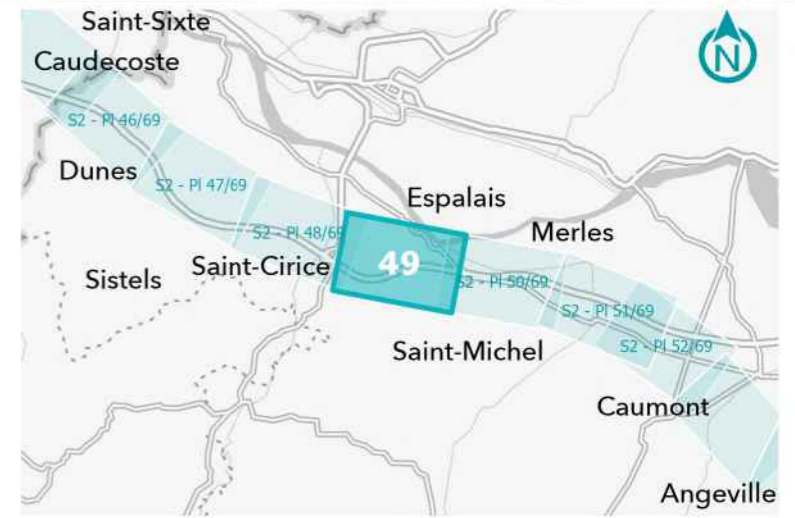 Saint-Sixte
N
Caudecoste
S2 - Pl 46/69
Dunes
S2 - Pl 47/69
Espalais
S2 - Pl 48/69
Merles
Saint-Cirice
49
Sistels
S2 - Pl 50/69
S2 - Pl 51/69
Saint-Michel
S2 - Pl 52/69
Caumont
Angeville